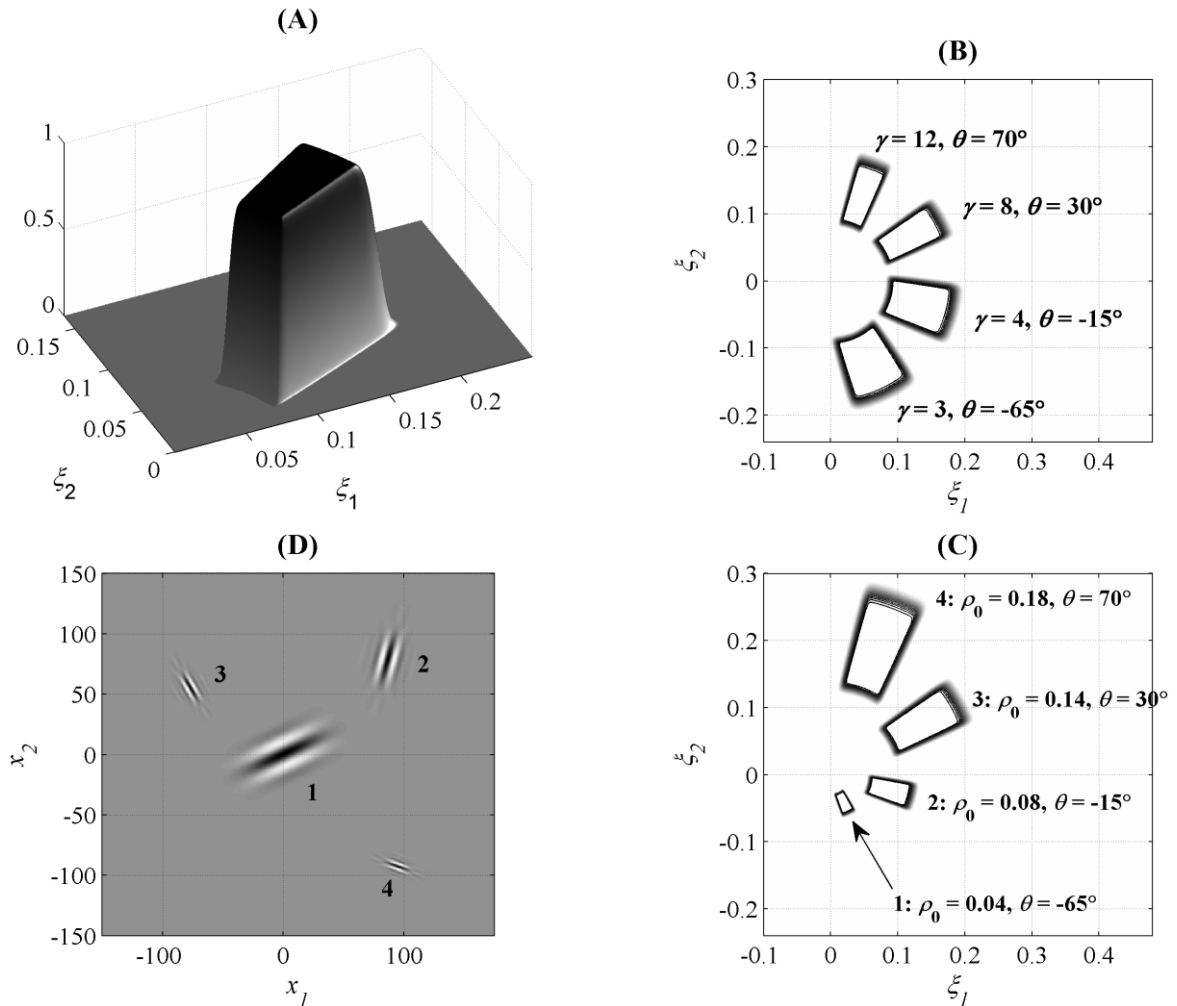 (A)
1
0.5
0
0.15
0.1
0.05
0
ξ2
0.05
0.1
0.15
0.2
ξ1
(B)
0.3
0.2
0.1
0
-0.1
-0.2
ξ2
γ = 12, θ = 70°
γ = 8, θ = 30°
γ = 4, θ = -15°
γ = 3, θ = -65°
-0.1 0 0.1 0.2 0.3 0.4
ξ1
(D)
150
100
50
0
-50
-100
-150
x2
3
2
1
4
-100 0 100
x1
(C)
0.3
0.2
0.1
0
-0.1
-0.2
ξ2
4: ρ0 = 0.18, θ = 70°
3: ρ0 = 0.14, θ = 30°
2: ρ0 = 0.08, θ = -15°
1: ρ0 = 0.04, θ = -65°
0.1 0 0.1 0.2 0.3 0.4
ξ1